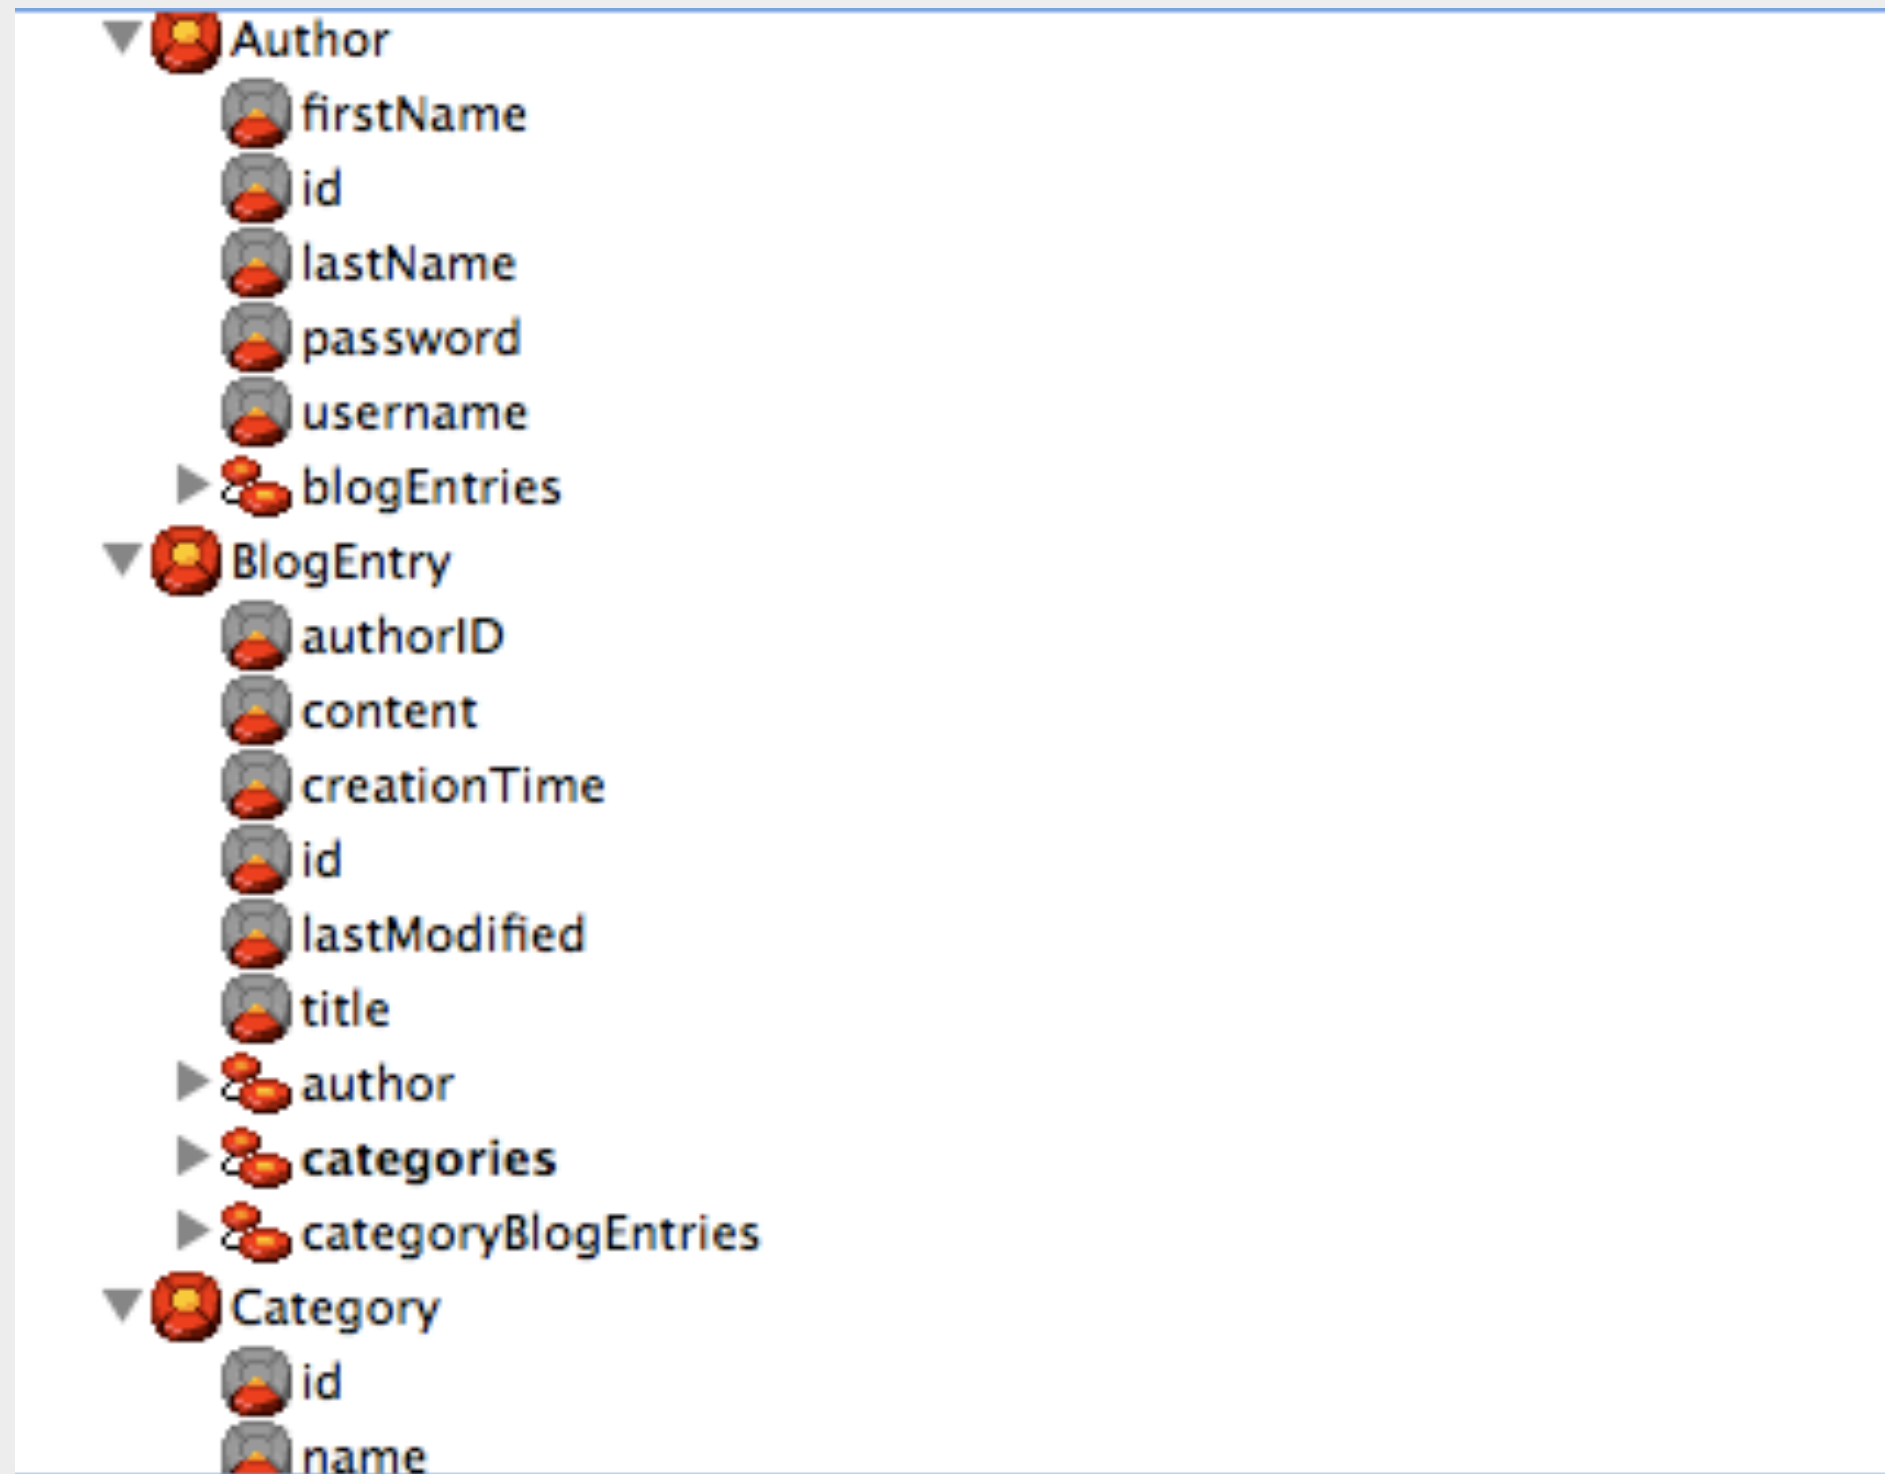 Author
firstName
id
lastName
password
username
blogEntries
BlogEntry
authorID
content
creationTime
id
lastModified
title
author
categories
categoryBlogEntries
Category
id
name